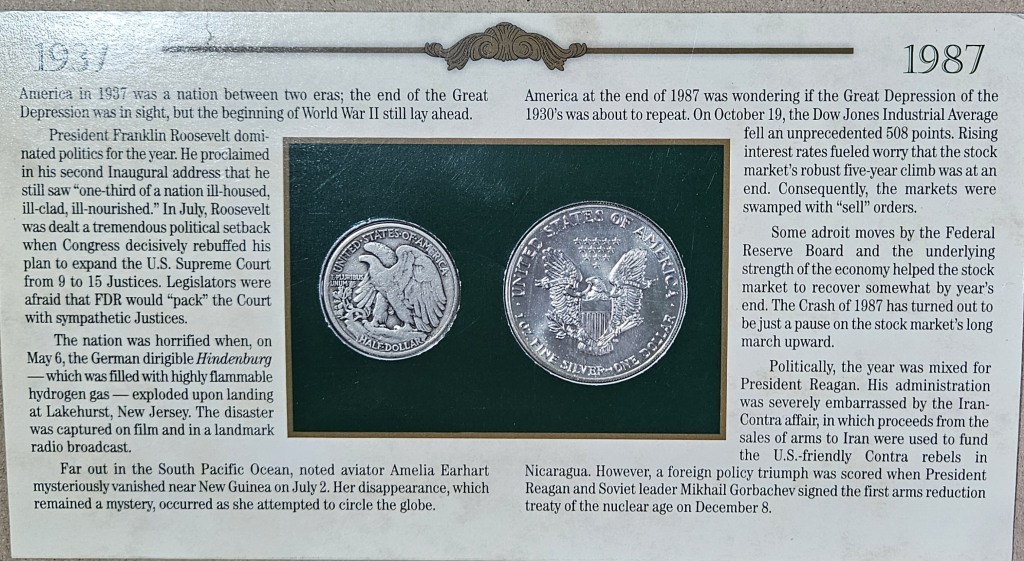 1937
America in 1937 was a nation between two eras; the end of the Great
Depression was in sight, but the beginning of World War II still lay ahead.
President Franklin Roosevelt domi-
nated politics for the year. He proclaimed
in his second Inaugural address that he
still saw “one-third of a nation ill-housed,
ill-clad, ill-nourished.” In July, Roosevelt
was dealt a tremendous political setback
when Congress decisively rebuffed his
plan to expand the U.S. Supreme Court
from 9 to 15 Justices. Legislators were
afraid that FDR would “pack” the Court
with sympathetic Justices.
The nation was horrified when, on
May 6, the German dirigible Hindenburg
— which was filled with highly flammable
hydrogen gas — exploded upon landing
at Lakehurst, New Jersey. The disaster
was captured on film and in a landmark
radio broadcast.
Far out in the South Pacific Ocean, noted aviator Amelia Earhart
mysteriously vanished near New Guinea on July 2. Her disappearance, which
remained a mystery, occurred as she attempted to circle the globe.
UNITED STATES OF AMERICA
E PLURIBUS
UNUM
HALF DOLLAR
UNITED STATES OF AMERICA
1 OZ. FINE SILVER~ONE DOLLAR
1987
America at the end of 1987 was wondering if the Great Depression of the
1930's was about to repeat. On October 19, the Dow Jones Industrial Average
fell an unprecedented 508 points. Rising
interest rates fueled worry that the stock
market's robust five-year climb was at an
end. Consequently, the markets were
swamped with “sell” orders.
Some adroit moves by the Federal
Reserve Board and the underlying
strength of the economy helped the stock
market to recover somewhat by year's
end. The Crash of 1987 has turned out to
be just a pause on the stock market's long
march upward.
Politically, the year was mixed for
President Reagan. His administration
was severely embarrassed by the Iran-
Contra affair, in which proceeds from the
sales of arms to Iran were used to fund
the U.S.-friendly Contra rebels in
Nicaragua. However, a foreign policy triumph was scored when President
Reagan and Soviet leader Mikhail Gorbachev signed the first arms reduction
treaty of the nuclear age on December 8.